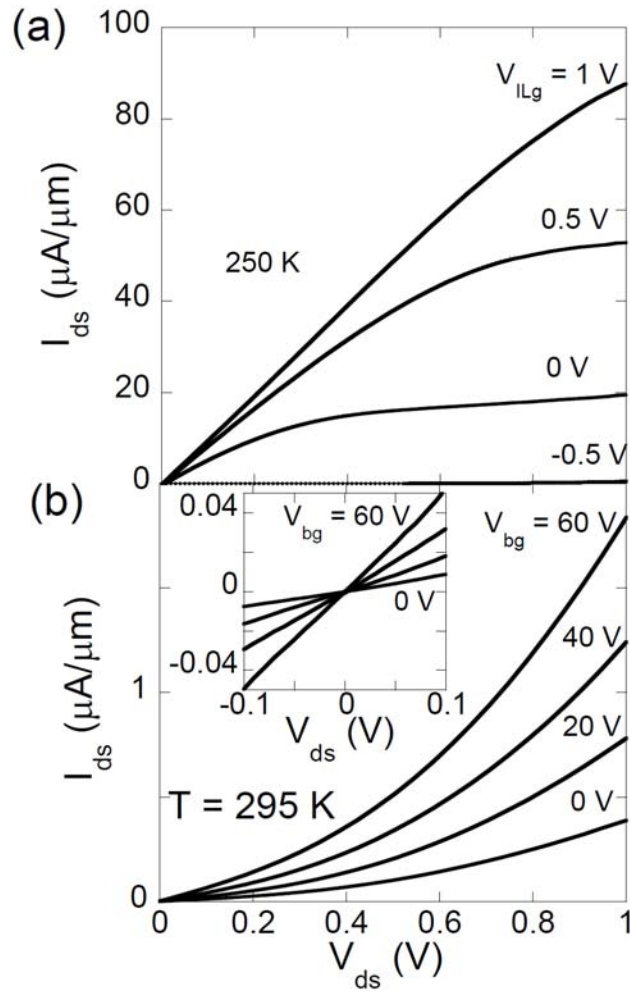 (a)
100
80
60
40
20
0
I_ds (μA/μm)
V_ILg = 1 V
0.5 V
250 K
0 V
-0.5 V
(b)
0.04
0
-0.04
V_bg = 60 V
0 V
-0.1
0
0.1
V_ds (V)
V_bg = 60 V
40 V
20 V
0 V
1
0
I_ds (μA/μm)
T = 295 K
0
0.2
0.4
0.6
0.8
1
V_ds (V)